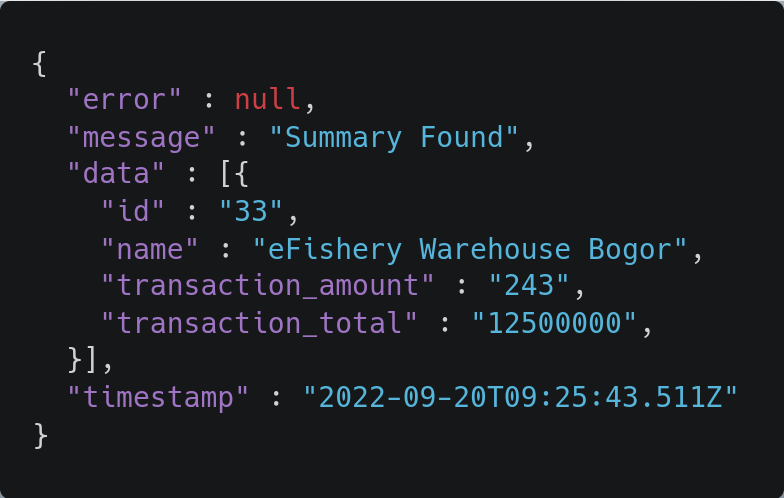 {
  "error" : null,
  "message" : "Summary Found",
  "data" : [{
    "id" : "33",
    "name" : "eFishery Warehouse Bogor",
    "transaction_amount" : "243",
    "transaction_total" : "12500000",
  }],
  "timestamp" : "2022-09-20T09:25:43.511Z"
}